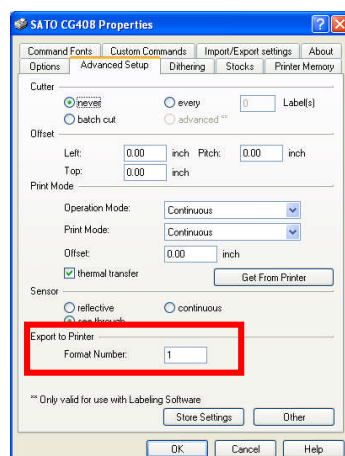 SATO CG408 Properties
Command Fonts Custom Commands Import/Export settings About
Options Advanced Setup Dithering Stocks Printer Memory
Cutter
never every 0 Label(s)
batch cut advanced **
Offset
Left: 0.00 inch Pitch: 0.00 inch
Top: 0.00 inch
Print Mode
Operation Mode: Continuous
Print Mode: Continuous
Offset: 0.00 inch
thermal transfer Get From Printer
Sensor
reflective continuous
see through
Export to Printer
Format Number: 1
** Only valid for use with Labeling Software
Store Settings Other
OK Cancel Help